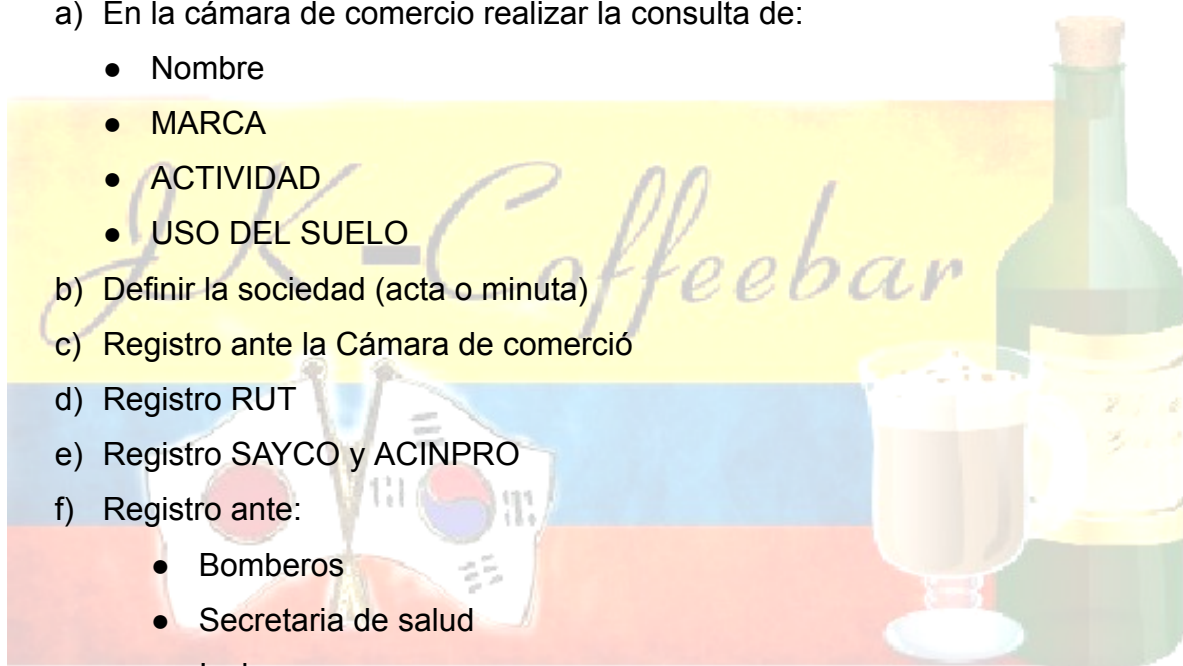 a) En la cámara de comercio realizar la consulta de:
● Nombre
● MARCA
● ACTIVIDAD
● USO DEL SUELO
JK-Coffeebar
b) Definir la sociedad (acta o minuta)
c) Registro ante la Cámara de comerció
d) Registro RUT
e) Registro SAYCO y ACINPRO
f) Registro ante:
● Bomberos
● Secretaria de salud